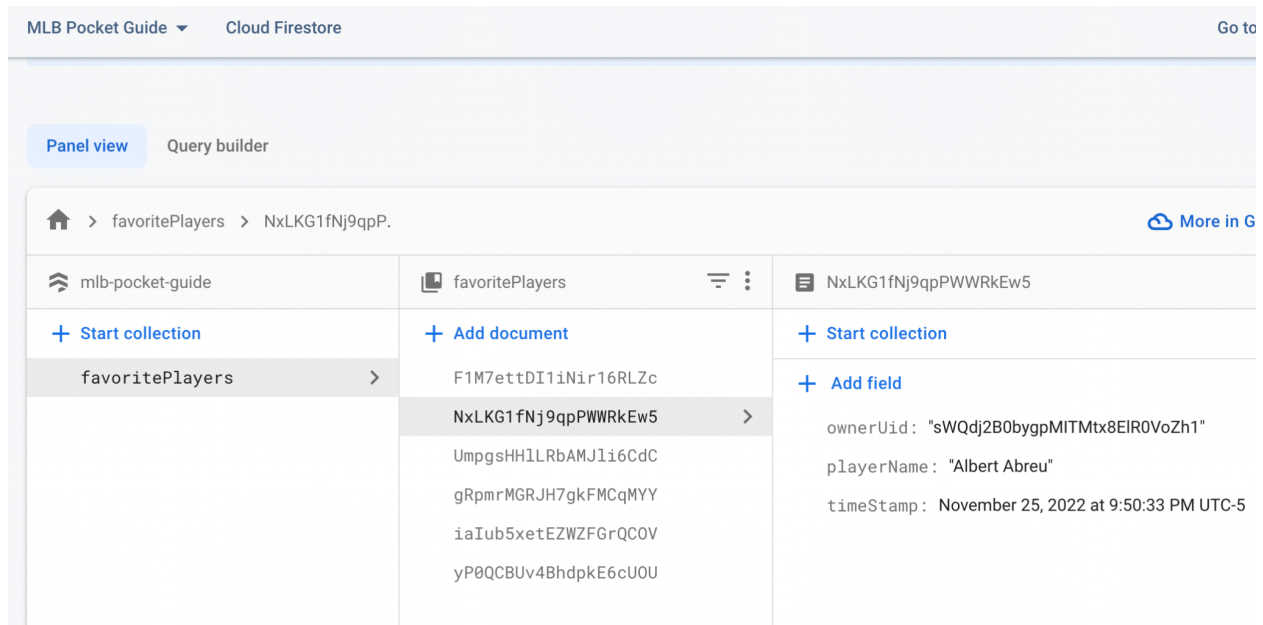 MLB Pocket Guide Cloud Firestore Go to
Panel view Query builder
favoritePlayers NxLKG1fNj9qpP.
More in G
mlb-pocket-guide
Start collection
favoritePlayers
favoritePlayers
Add document
F1M7ettDI1iNir16RLZc
NxLKG1fNj9qpPWWRkEw5
UmpgsHHlLRbAMJli6CdC
gRpmrMGRJH7gkFMCqMYY
iaIub5xetEZWZFGrQCOV
yP0QCBUv4BhdpkE6cUOU
NxLKG1fNj9qpPWWRkEw5
Start collection
Add field
ownerUid: "sWQdj2B0bygpMITMtx8ElR0VoZh1"
playerName: "Albert Abreu"
timeStamp: November 25, 2022 at 9:50:33 PM UTC-5